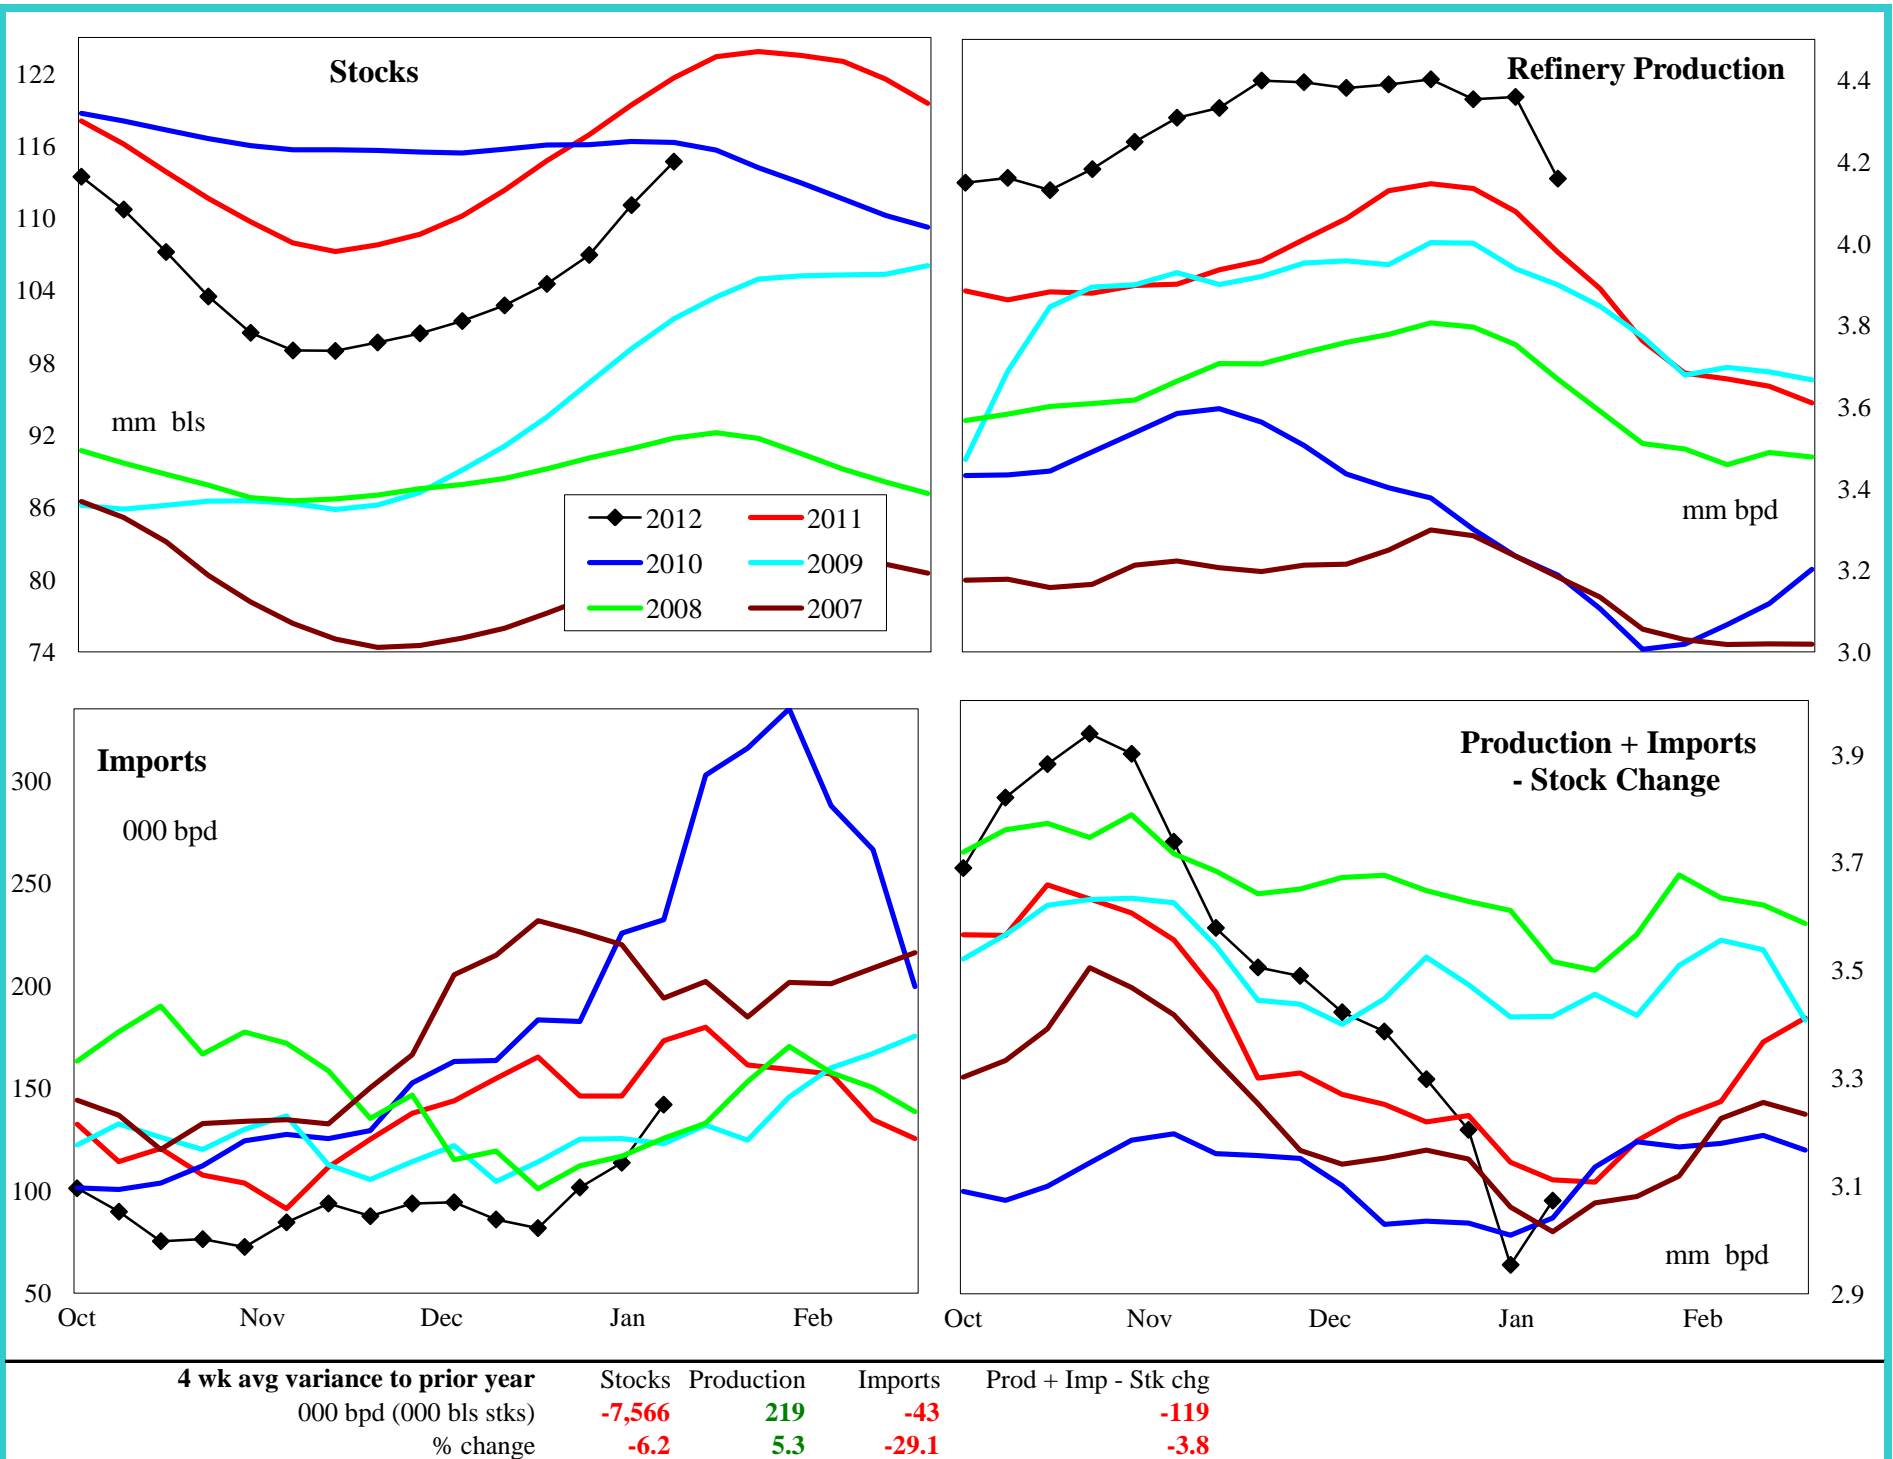 Stocks
122
116
110
104
98
92
86
80
74
mm bls
2012 2011
2010 2009
2008 2007
Refinery Production
4.4
4.2
4.0
3.8
3.6
3.4
3.2
3.0
mm bpd
Imports
000 bpd
300
250
200
150
100
50
Oct Nov Dec Jan Feb
Production + Imports
- Stock Change
3.9
3.7
3.5
3.3
3.1
2.9
mm bpd
Oct Nov Dec Jan Feb
4 wk avg variance to prior year Stocks Production Imports Prod + Imp - Stk chg
000 bpd (000 bls stks) -7,566 219 -43 -119
% change -6.2 5.3 -29.1 -3.8